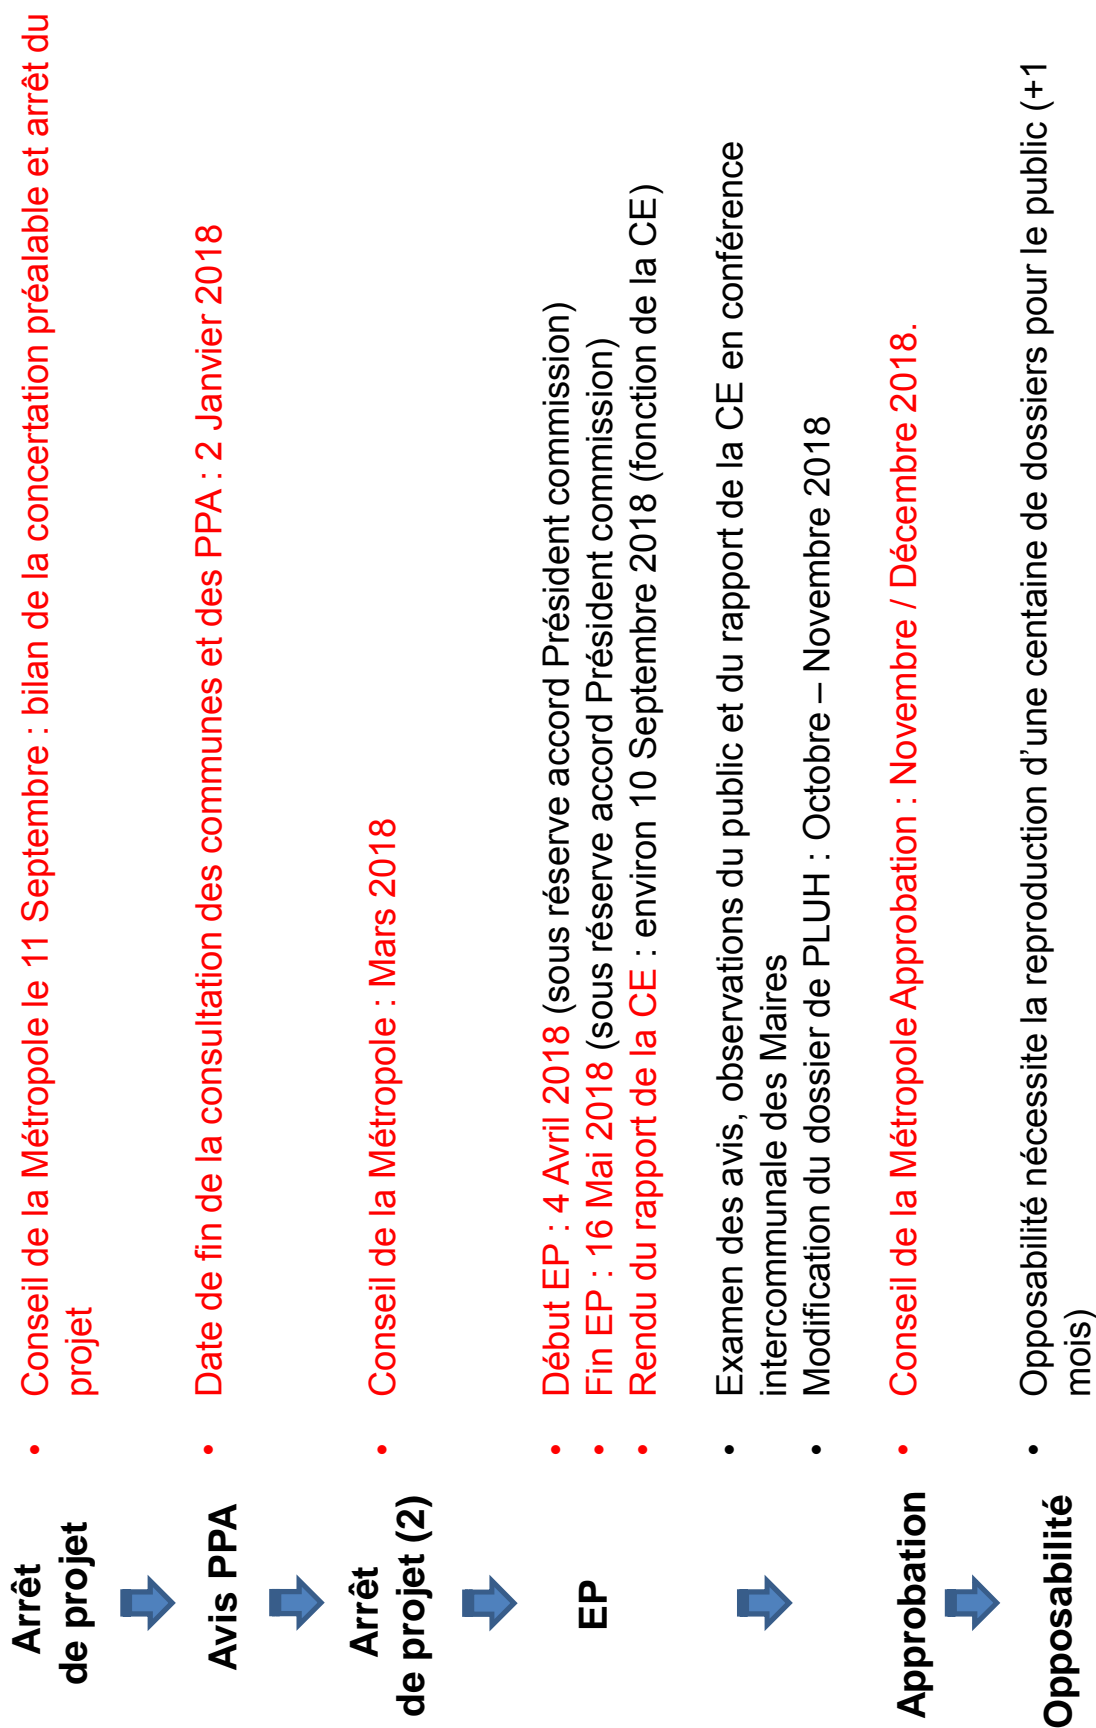 Arrêt
de projet
• Conseil de la Métropole le 11 Septembre : bilan de la concertation préalable et arrêt du
projet
Avis PPA
• Date de fin de la consultation des communes et des PPA : 2 Janvier 2018
Arrêt
de projet (2)
• Conseil de la Métropole : Mars 2018
EP
• Début EP : 4 Avril 2018 (sous réserve accord Président commission)
• Fin EP : 16 Mai 2018 (sous réserve accord Président commission)
• Rendu du rapport de la CE : environ 10 Septembre 2018 (fonction de la CE)
• Examen des avis, observations du public et du rapport de la CE en conférence
intercommunale des Maires
• Modification du dossier de PLUH : Octobre – Novembre 2018
Approbation
• Conseil de la Métropole Approbation : Novembre / Décembre 2018.
Opposabilité
• Opposabilité nécessite la reproduction d’une centaine de dossiers pour le public (+1
mois)